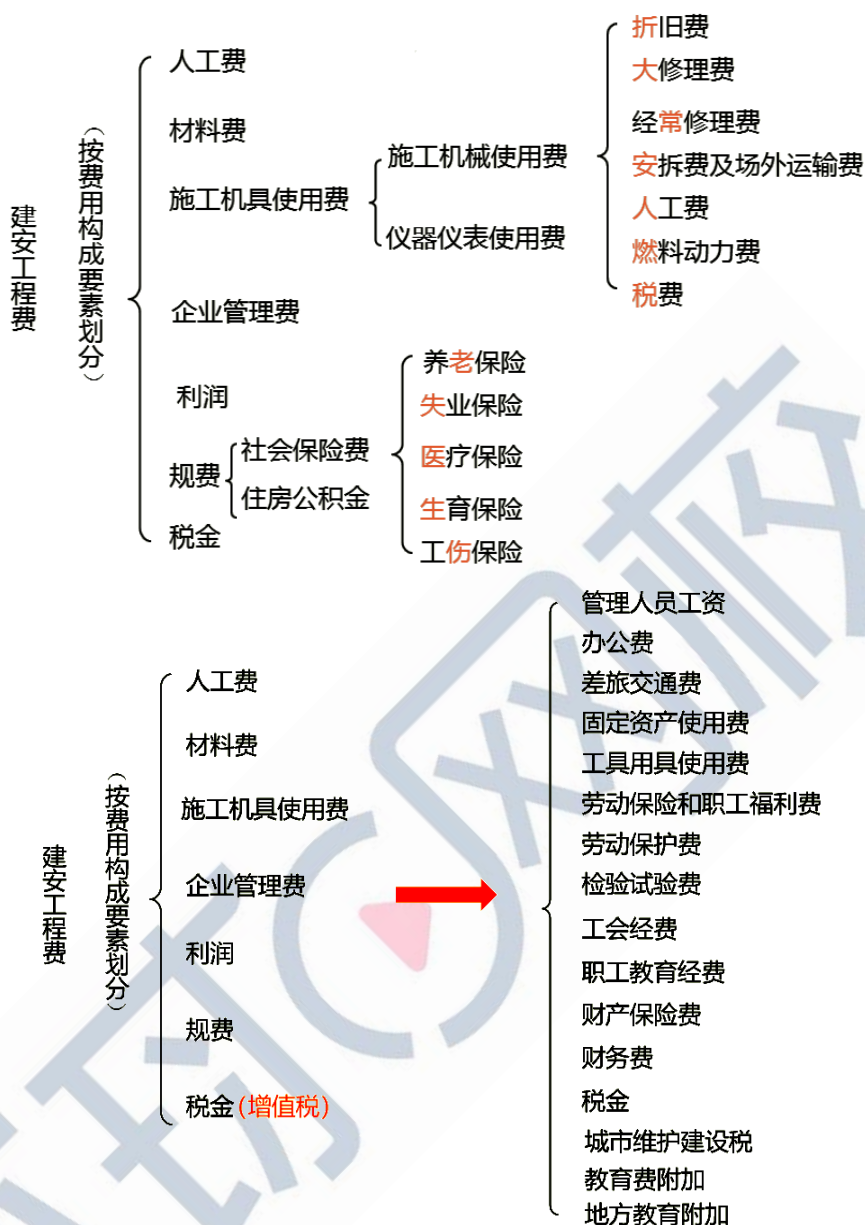 建安工程费
（按费用构成要素划分）
人工费
材料费
施工机具使用费
施工机械使用费
折旧费
大修理费
经常修理费
安拆费及场外运输费
人工费
燃料动力费
税费
仪器仪表使用费
企业管理费
利润
规费
社会保险费
养老保险
失业保险
医疗保险
生育保险
工伤保险
住房公积金
税金
建安工程费
（按费用构成要素划分）
人工费
材料费
施工机具使用费
企业管理费
管理人员工资
办公费
差旅交通费
固定资产使用费
工具用具使用费
劳动保险和职工福利费
劳动保护费
检验试验费
工会经费
职工教育经费
财产保险费
财务费
税金
城市维护建设税
教育费附加
地方教育附加
利润
规费
税金(增值税)